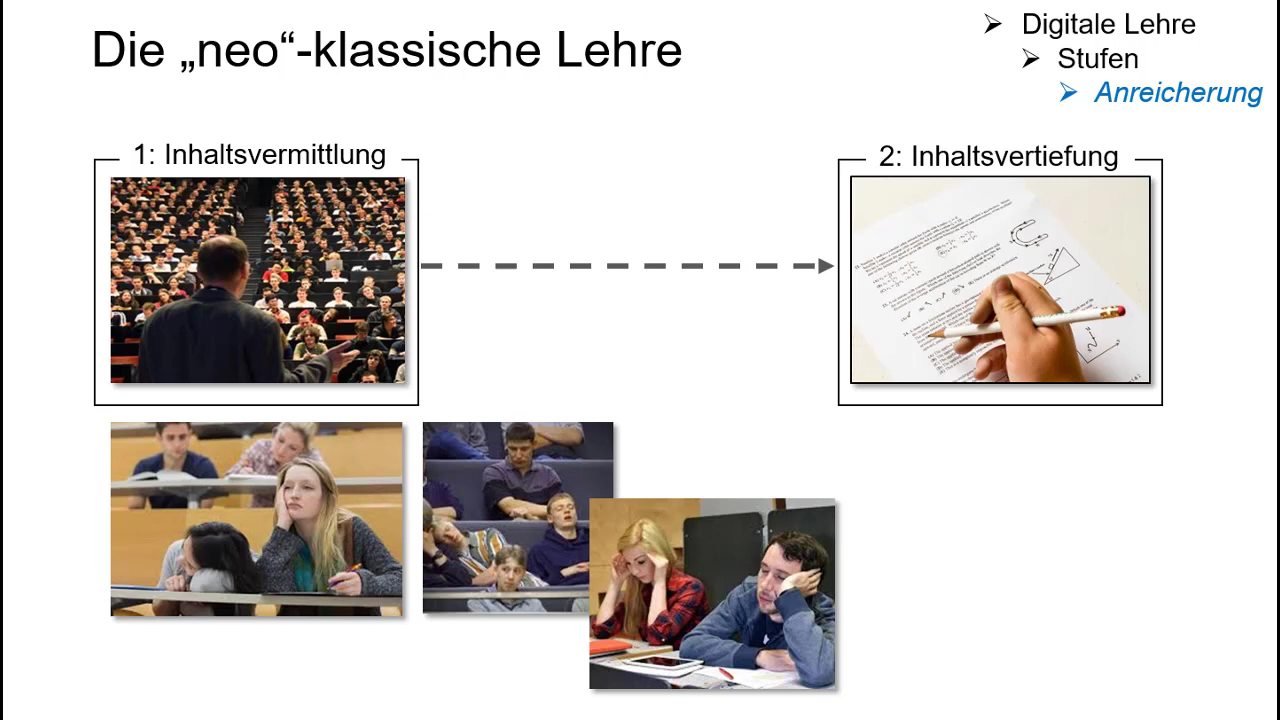 Die „neo“-klassische Lehre
Digitale Lehre
Stufen
Anreicherung
1: Inhaltsvermittlung
2: Inhaltsvertiefung